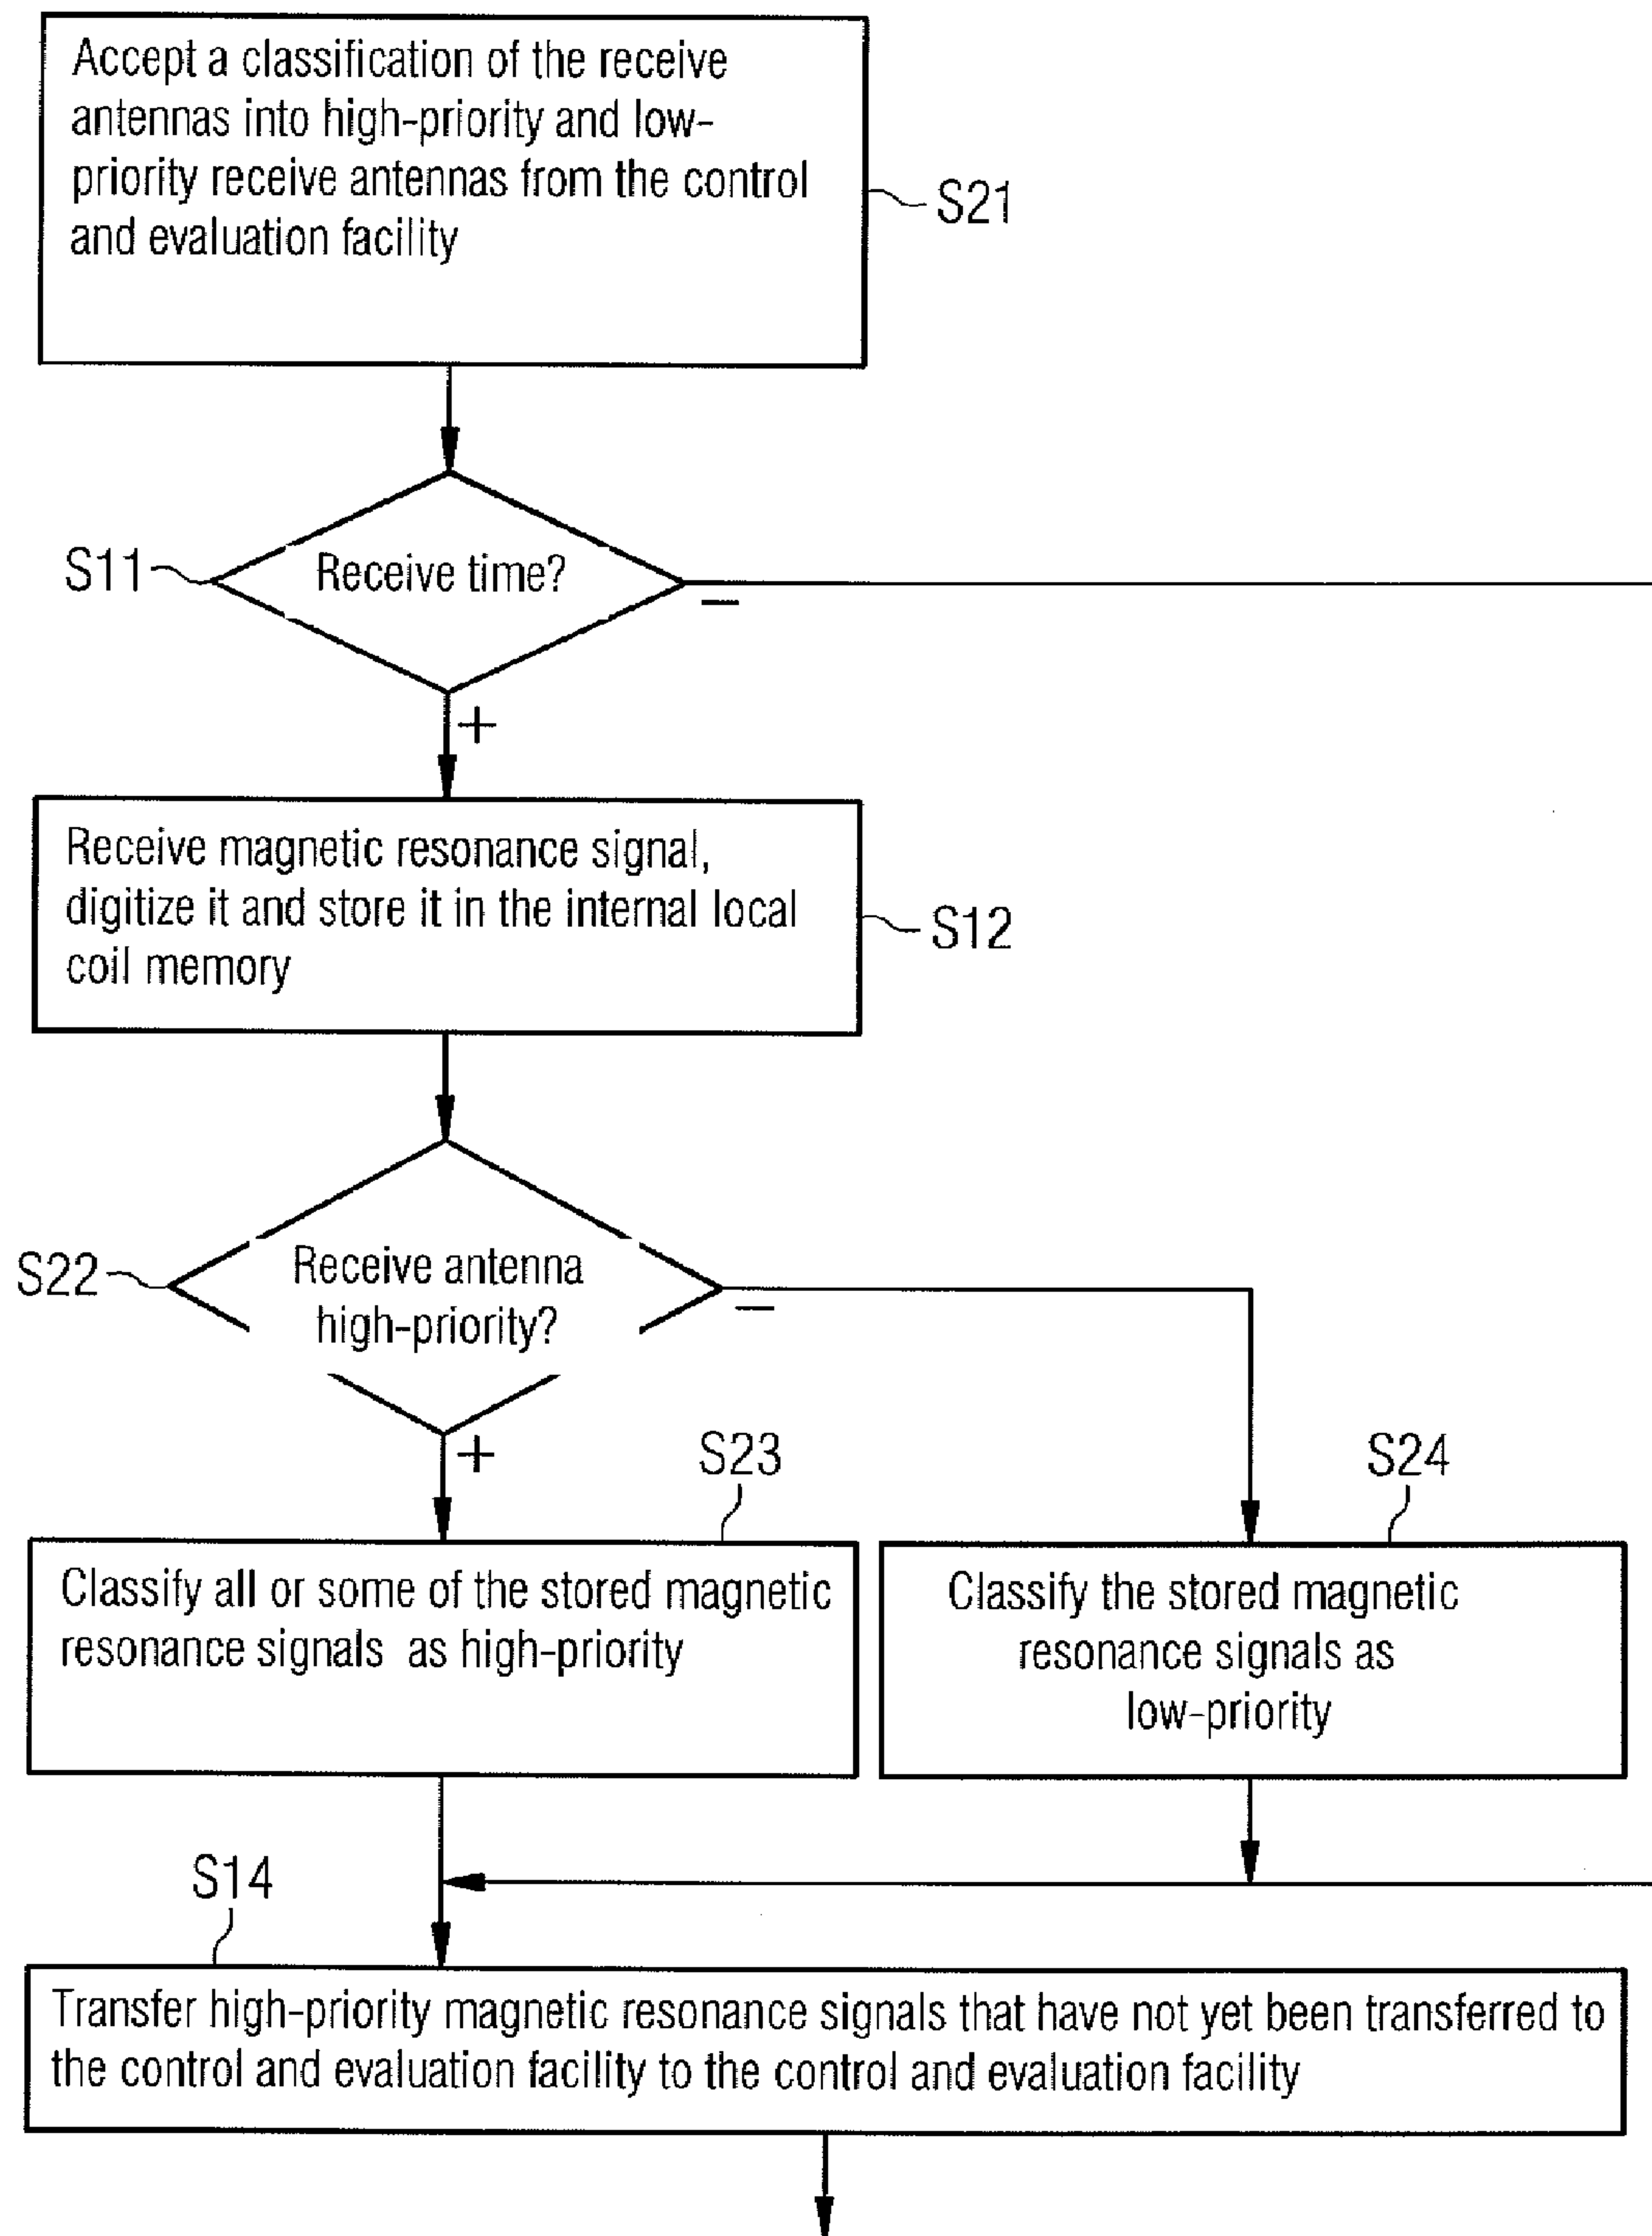 Accept a classification of the receive
antennas into high-priority and low-
priority receive antennas from the control
and evaluation facility
S21
S11
Receive time?
–
+
Receive magnetic resonance signal,
digitize it and store it in the internal local
coil memory
S12
S22
Receive antenna
high-priority?
–
+
S23
S24
Classify all or some of the stored magnetic
resonance signals as high-priority
Classify the stored magnetic
resonance signals as
low-priority
S14
Transfer high-priority magnetic resonance signals that have not yet been transferred to
the control and evaluation facility to the control and evaluation facility